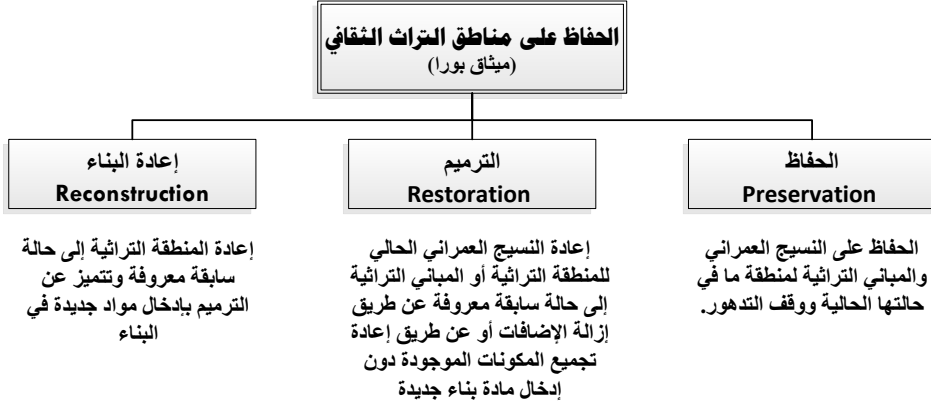 الحفاظ على مناطق التراث الثقافي
(ميثاق بورا)
الحفاظ
Preservation
الحفاظ على النسيج العمراني
والمباني التراثية لمنطقة ما في
حالتها الحالية ووقف التدهور.
الترميم
Restoration
إعادة النسيج العمراني الحالي
للمنطقة التراثية أو المباني التراثية
إلى حالة سابقة معروفة عن طريق
إزالة الإضافات أو عن طريق إعادة
تجميع المكونات الموجودة دون
إدخال مادة بناء جديدة
إعادة البناء
Reconstruction
إعادة المنطقة التراثية إلى حالة
سابقة معروفة وتتميز عن
الترميم بإدخال مواد جديدة في
البناء